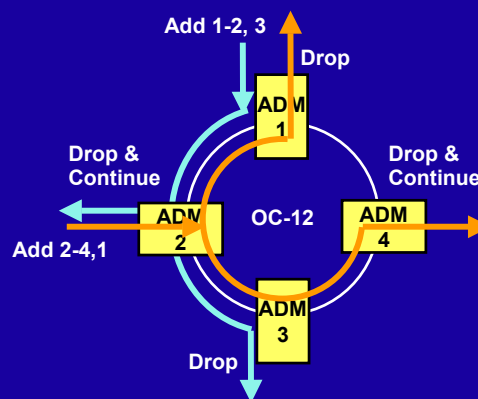 Add 1-2, 3
Drop
ADM
1
Drop &
Continue
Drop &
Continue
ADM
2
OC-12
ADM
4
Add 2-4,1
ADM
3
Drop